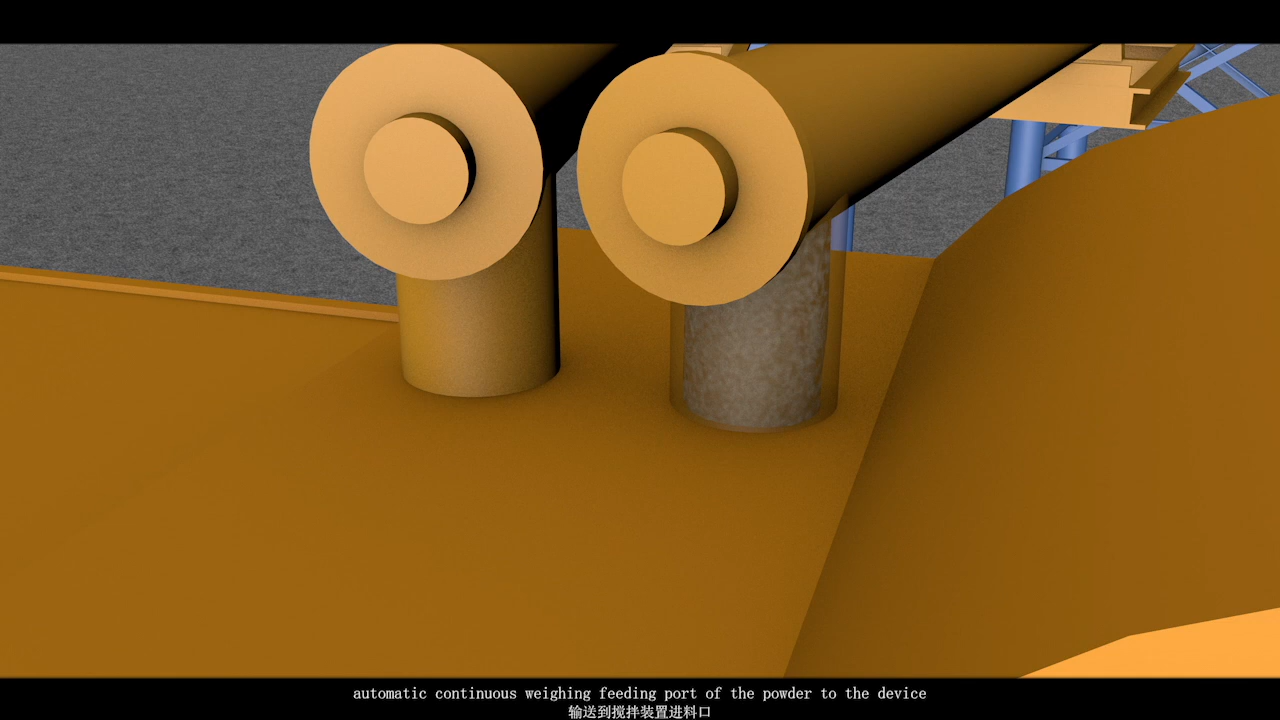 automatic continuous weighing feeding port of the powder to the device
输送到搅拌装置进料口